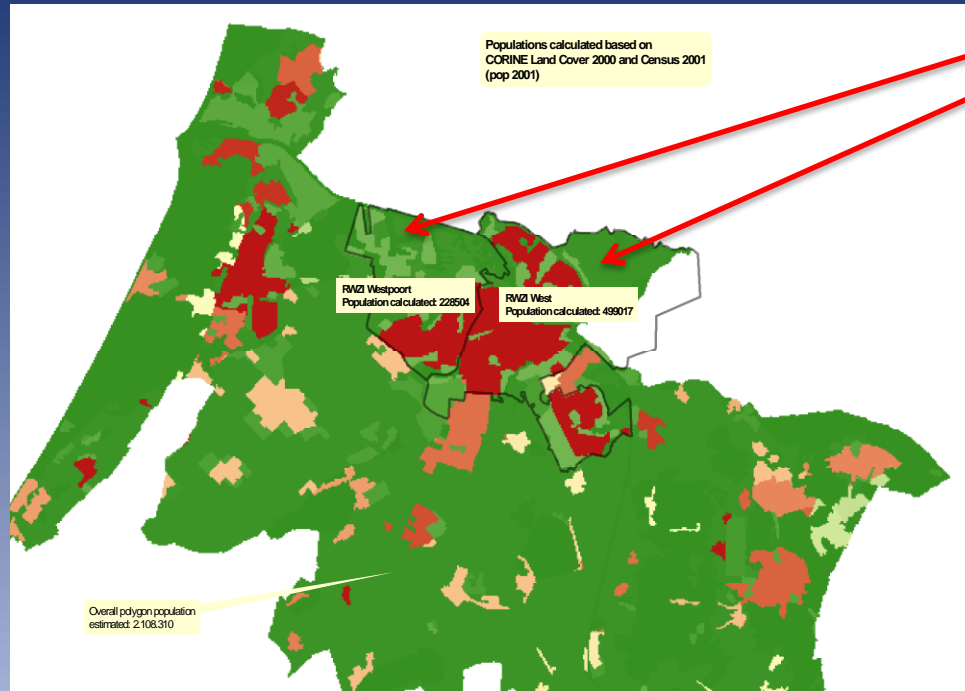 Populations calculated based on
CORINE Land Cover 2000 and Census 2001
(pop 2001)
RWZI Westpoort
Population calculated: 228504
RWZI West
Population calculated: 499017
Overall polygon population
estimated: 2.108.310